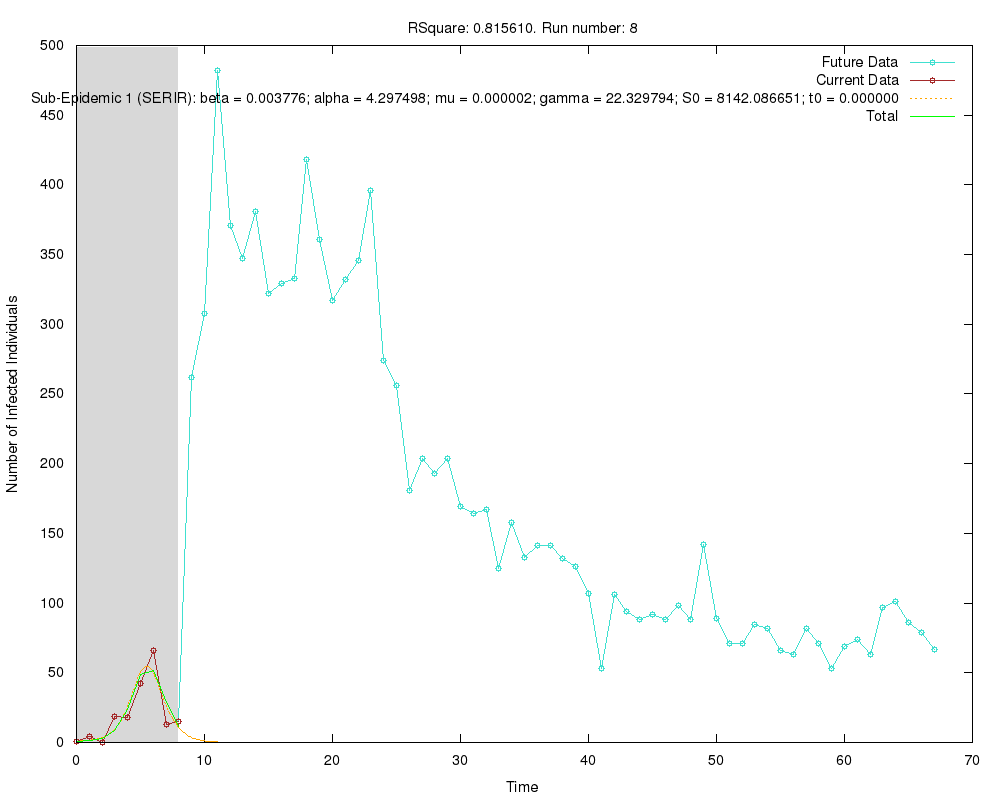 RSquare: 0.815610. Run number: 8
500
450
400
350
300
250
200
150
100
50
0
Number of Infected Individuals
Future Data
Current Data
Sub-Epidemic 1 (SERIR): beta = 0.003776; alpha = 4.297498; mu = 0.000002; gamma = 22.329794; S0 = 8142.086651; t0 = 0.000000
Total
0 10 20 30 40 50 60 70
Time